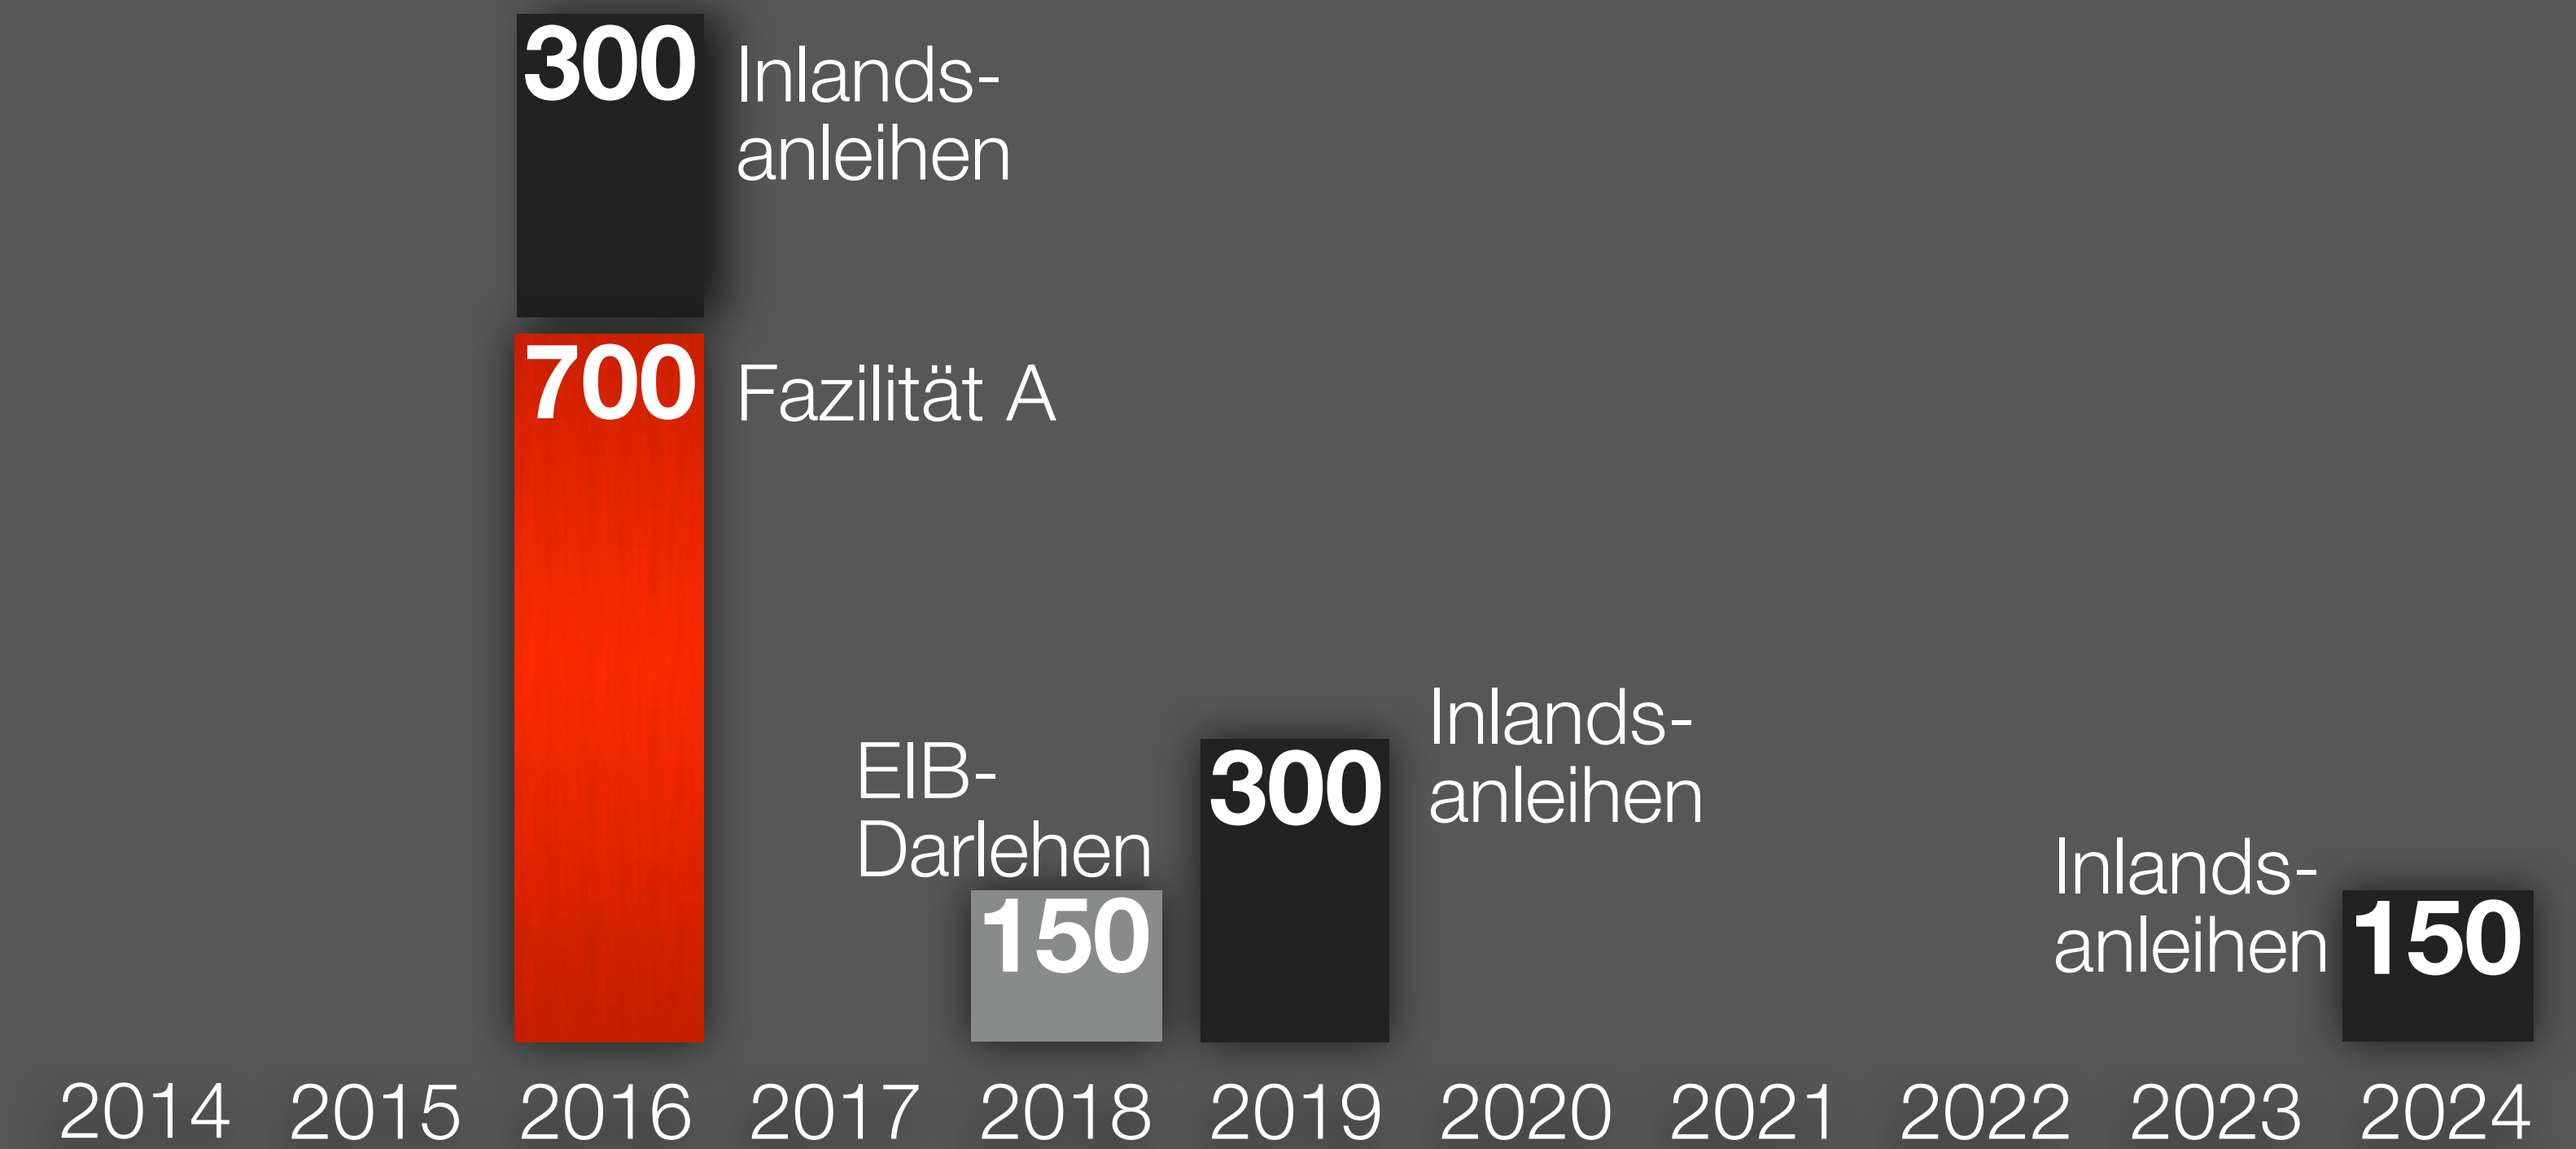 300
Inlands-
anleihen
700
Fazilität A
EIB-
Darlehen
150
300
Inlands-
anleihen
Inlands-
anleihen
150
2014 2015 2016 2017 2018 2019 2020 2021 2022 2023 2024